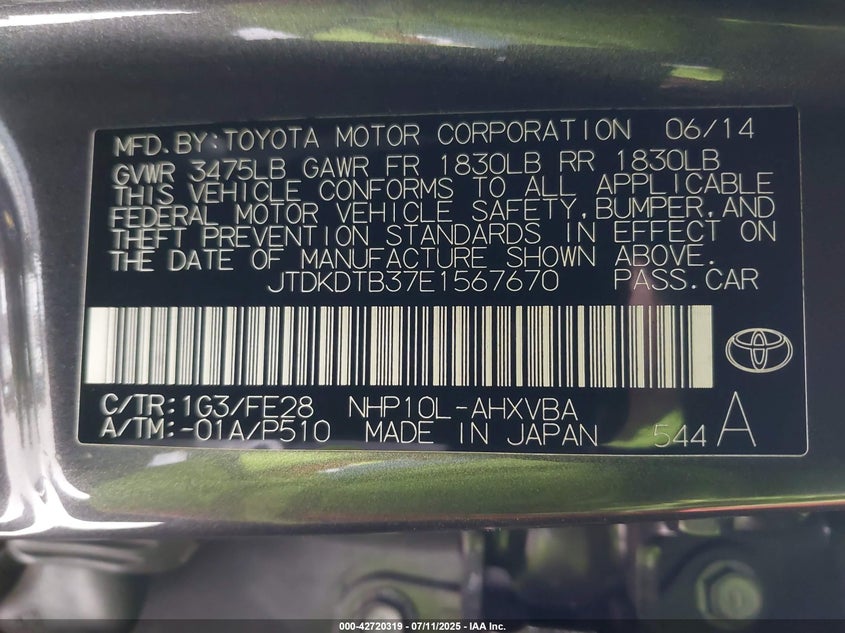 MFD. BY: TOYOTA MOTOR CORPORATION 06/14
GVWR 3475LB GAWR FR 1830LB RR 1830LB
THIS VEHICLE CONFORMS TO ALL APPLICABLE
FEDERAL MOTOR VEHICLE SAFETY, BUMPER, AND
THEFT PREVENTION STANDARDS IN EFFECT ON
THE DATE OF MANUFACTURE SHOWN ABOVE.
JTDKDTB37E1567670 PASS.CAR
C/TR: 1G3/FE28 NHP10L-AHXVBA
A/TM: -01A/P510 MADE IN JAPAN 544 A
000-42720319 - 07/11/2025 - IAA Inc.